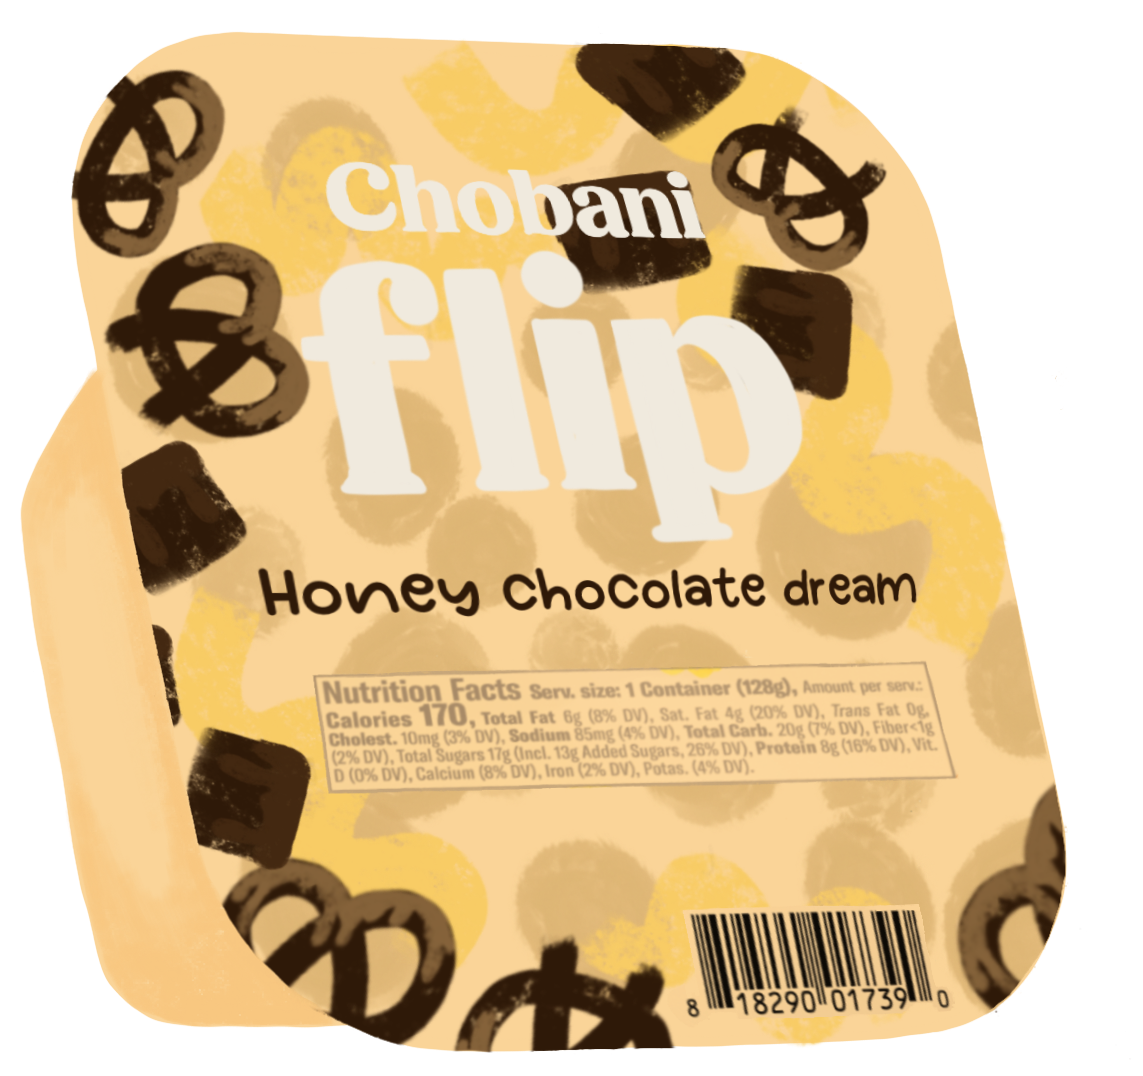 Chobani
flip
Honey chocolate dream
Nutrition Facts Serv. size: 1 Container (128g), Amount per serv.:
Calories 170, Total Fat 6g (8% DV), Sat. Fat 4g (20% DV), Trans Fat 0g,
Cholest. 10mg (3% DV), Sodium 85mg (4% DV), Total Carb. 20g (7% DV), Fiber<1g
(2% DV), Total Sugars 17g (Incl. 13g Added Sugars, 26% DV), Protein 8g (16% DV), Vit.
D (0% DV), Calcium (8% DV), Iron (2% DV), Potas. (4% DV).
8 18290 01739 0